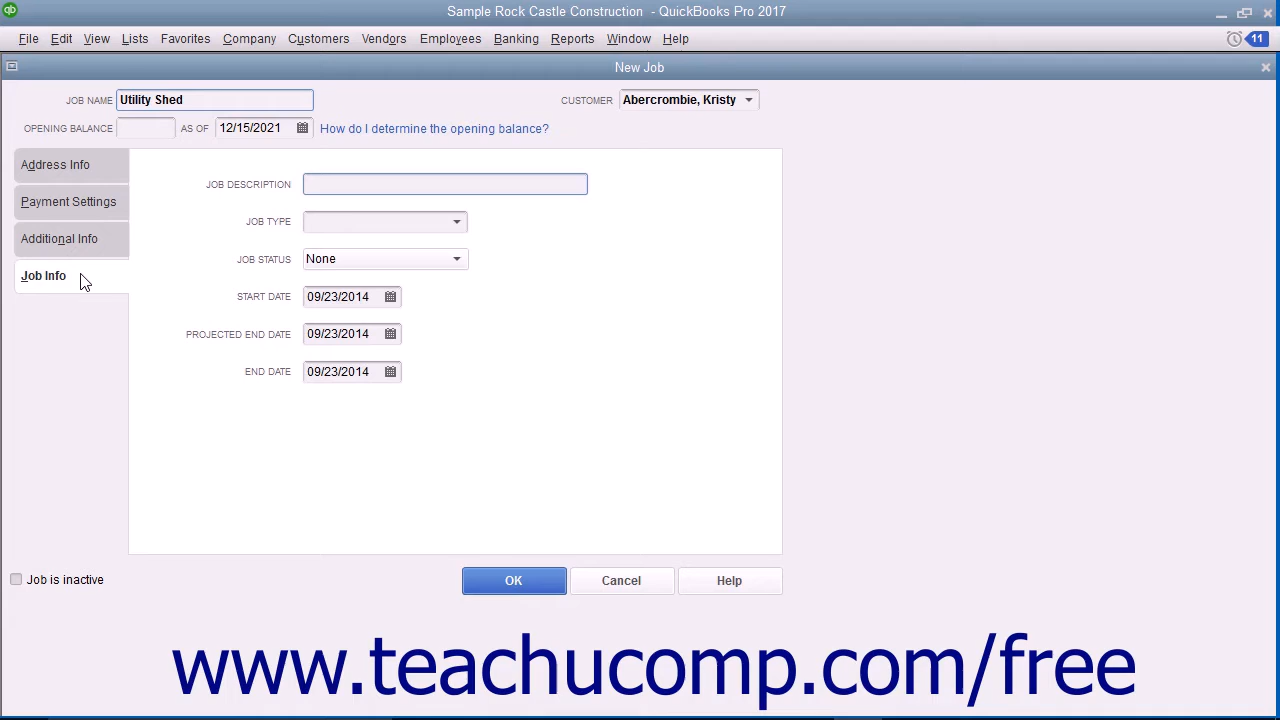 qb
Sample Rock Castle Construction - QuickBooks Pro 2017
File Edit View Lists Favorites Company Customers Vendors Employees Banking Reports Window Help 11
New Job
JOB NAME Utility Shed CUSTOMER Abercrombie, Kristy
OPENING BALANCE AS OF 12/15/2021 How do I determine the opening balance?
Address Info
Payment Settings
Additional Info
Job Info
JOB DESCRIPTION
JOB TYPE
JOB STATUS None
START DATE 09/23/2014
PROJECTED END DATE 09/23/2014
END DATE 09/23/2014
Job is inactive
OK Cancel Help
www.teachucomp.com/free